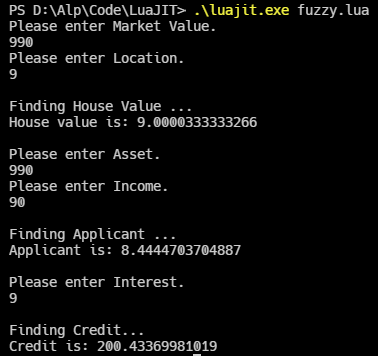 PS D:\Alp\Code\LuaJIT> .\luajit.exe fuzzy.lua
Please enter Market Value.
990
Please enter Location.
9
Finding House Value ...
House value is: 9.0000333333266
Please enter Asset.
990
Please enter Income.
90
Finding Applicant ...
Applicant is: 8.4444703704887
Please enter Interest.
9
Finding Credit...
Credit is: 200.43369981019